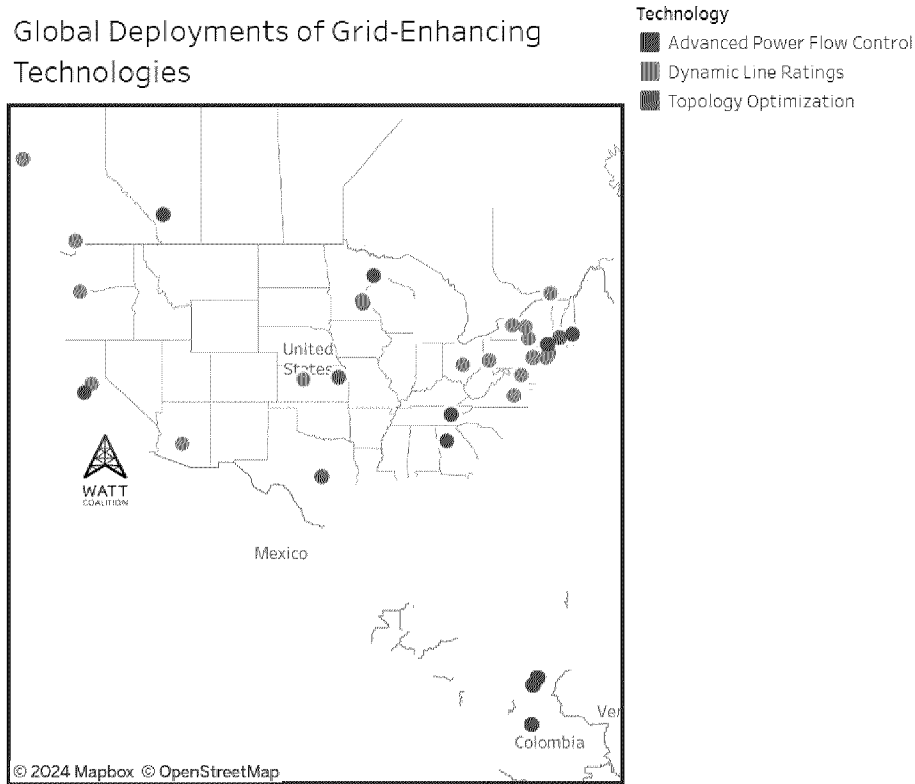 Global Deployments of Grid-Enhancing
Technologies
Technology
Advanced Power Flow Control
Dynamic Line Ratings
Topology Optimization
United
States
WATT
COALITION
Mexico
Ver
Colombia
© 2024 Mapbox © OpenStreetMap